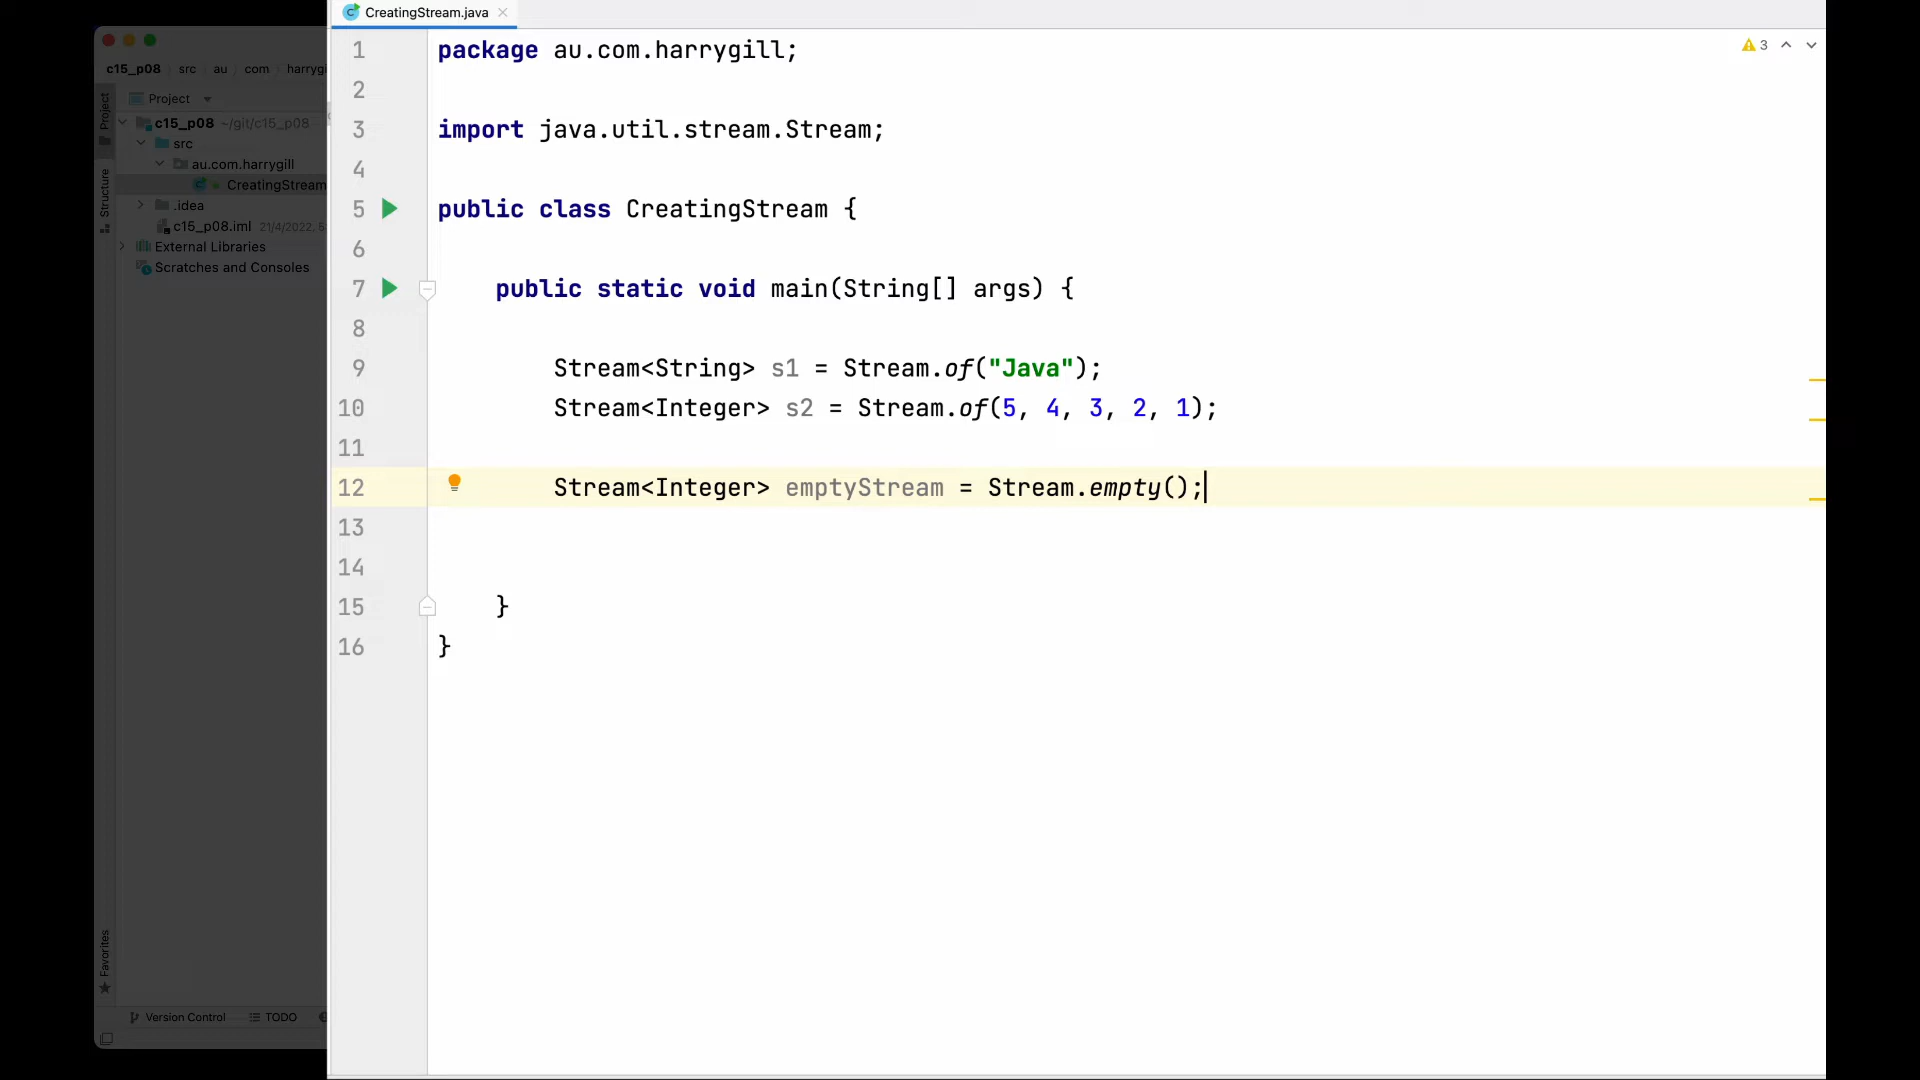 CreatingStream.java
c15_p08 src au com harrygi
Project
Project
Structure
Favorites
c15_p08 ~/git/c15_p08
src
au.com.harrygill
CreatingStream
.idea
c15_p08.iml 21/4/2022, 5
External Libraries
Scratches and Consoles
Version Control TODO
3
1 package au.com.harrygill;
2
3 import java.util.stream.Stream;
4
5 public class CreatingStream {
6
7 public static void main(String[] args) {
8
9 Stream<String> s1 = Stream.of("Java");
10 Stream<Integer> s2 = Stream.of(5, 4, 3, 2, 1);
11
12 Stream<Integer> emptyStream = Stream.empty();
13
14
15 }
16 }